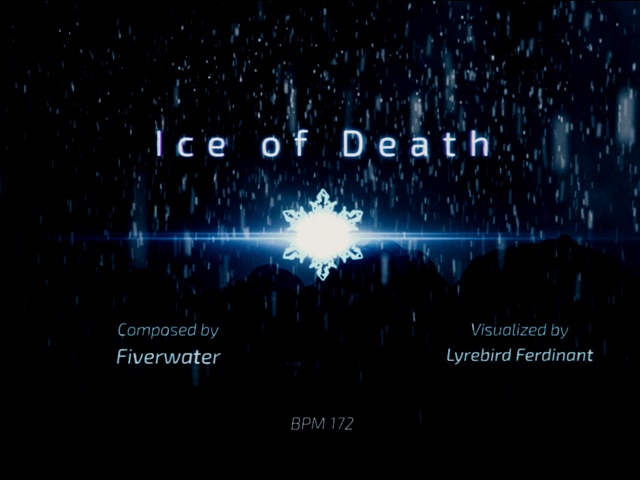 Ice of Death
Composed by
Fiverwater
Visualized by
Lyrebird Ferdinant
BPM 172